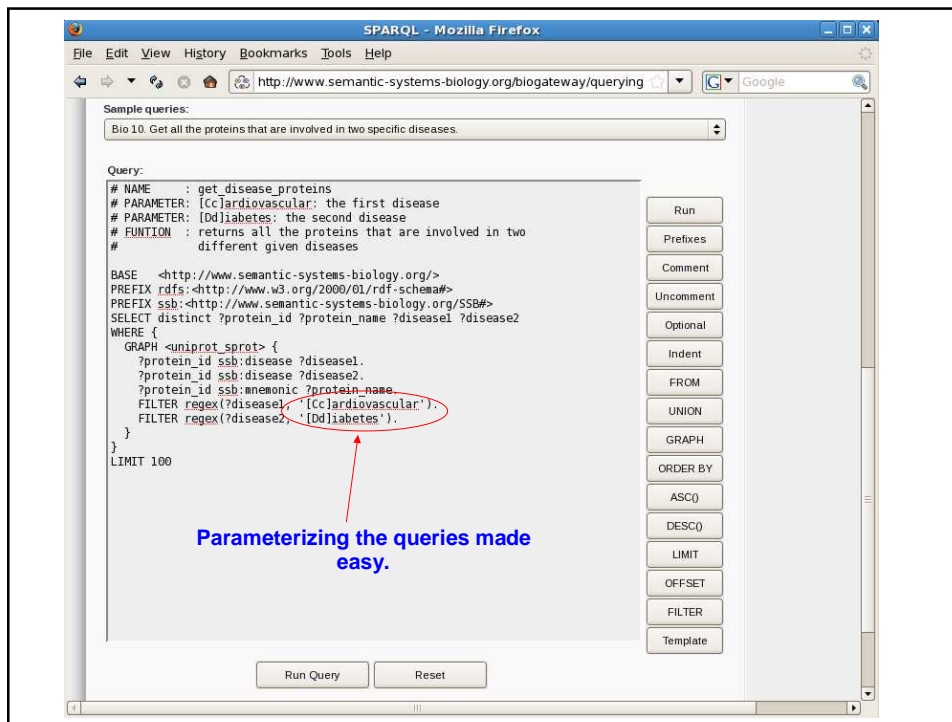 SPARQL - Mozilla Firefox
File Edit View History Bookmarks Tools Help
http://www.semantic-systems-biology.org/biogateway/querying
G Google
Sample queries:
Bio 10. Get all the proteins that are involved in two specific diseases.
Query:
# NAME : get_disease_proteins
# PARAMETER: [Cc]ardiovascular: the first disease
# PARAMETER: [Dd]iabetes: the second disease
# FUNTION : returns all the proteins that are involved in two
# different given diseases
BASE <http://www.semantic-systems-biology.org/>
PREFIX rdfs:<http://www.w3.org/2000/01/rdf-schema#>
PREFIX ssb:<http://www.semantic-systems-biology.org/SSB#>
SELECT distinct ?protein_id ?protein_name ?disease1 ?disease2
WHERE {
GRAPH <uniprot_sprot> {
?protein_id ssb:disease ?disease1.
?protein_id ssb:disease ?disease2.
?protein_id ssb:mnemonic ?protein_name.
FILTER regex(?disease1, '[Cc]ardiovascular').
FILTER regex(?disease2, '[Dd]iabetes').
}
}
LIMIT 100
Parameterizing the queries made
easy.
Run
Prefixes
Comment
Uncomment
Optional
Indent
FROM
UNION
GRAPH
ORDER BY
ASC()
DESC()
LIMIT
OFFSET
FILTER
Template
Run Query Reset